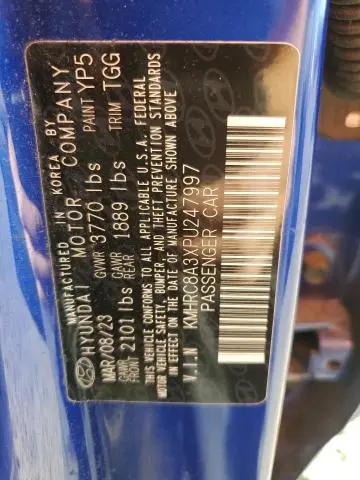 MANUFACTURED IN KOREA BY
HYUNDAI MOTOR COMPANY
MAR/08/23 GVWR 3770 lbs PAINT YP5
GAWR FRONT 2101 lbs GAWR REAR 1889 lbs TRIM TGG
THIS VEHICLE CONFORMS TO ALL APPLICABLE U.S.A. FEDERAL
MOTOR VEHICLE SAFETY, BUMPER, AND THEFT PREVENTION STANDARDS
IN EFFECT ON THE DATE OF MANUFACTURE SHOWN ABOVE.
V.I.N KMHRC8A3XPU247997
PASSENGER CAR